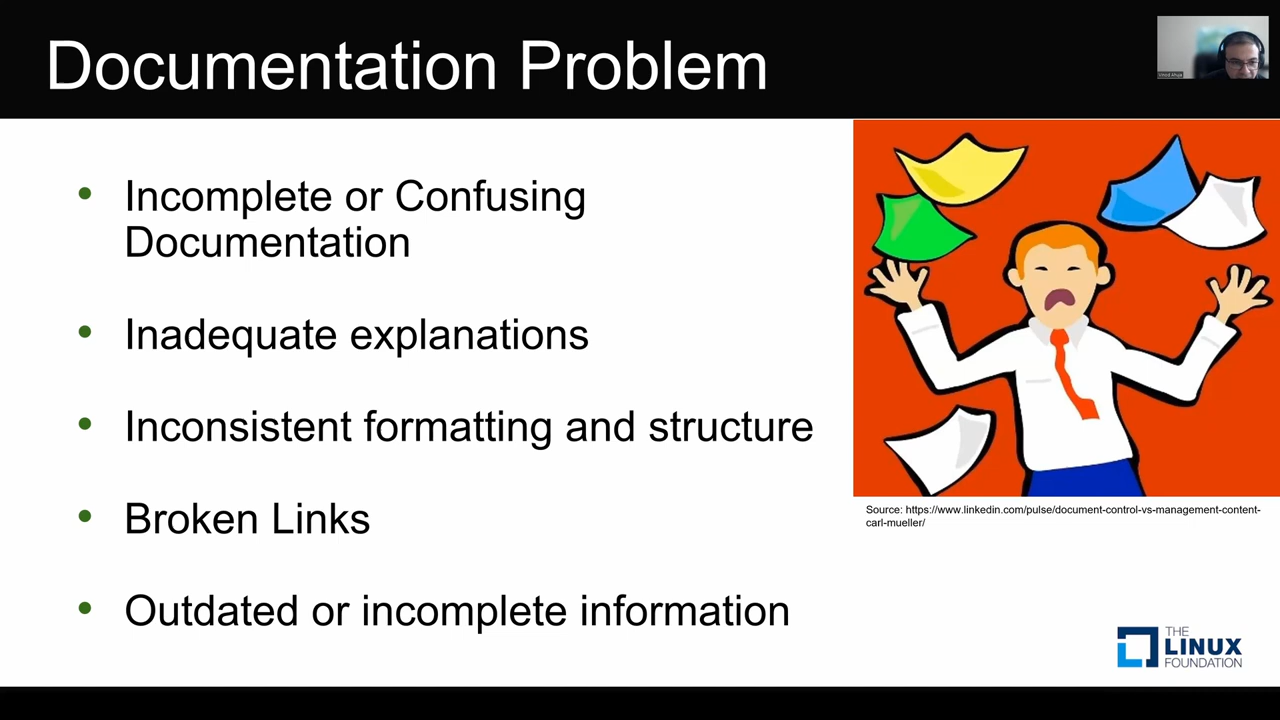 Documentation Problem
Incomplete or Confusing
Documentation
Inadequate explanations
Inconsistent formatting and structure
Broken Links
Outdated or incomplete information
Source: https://www.linkedin.com/pulse/document-control-vs-management-content-
carl-mueller/
THE
LINUX
FOUNDATION